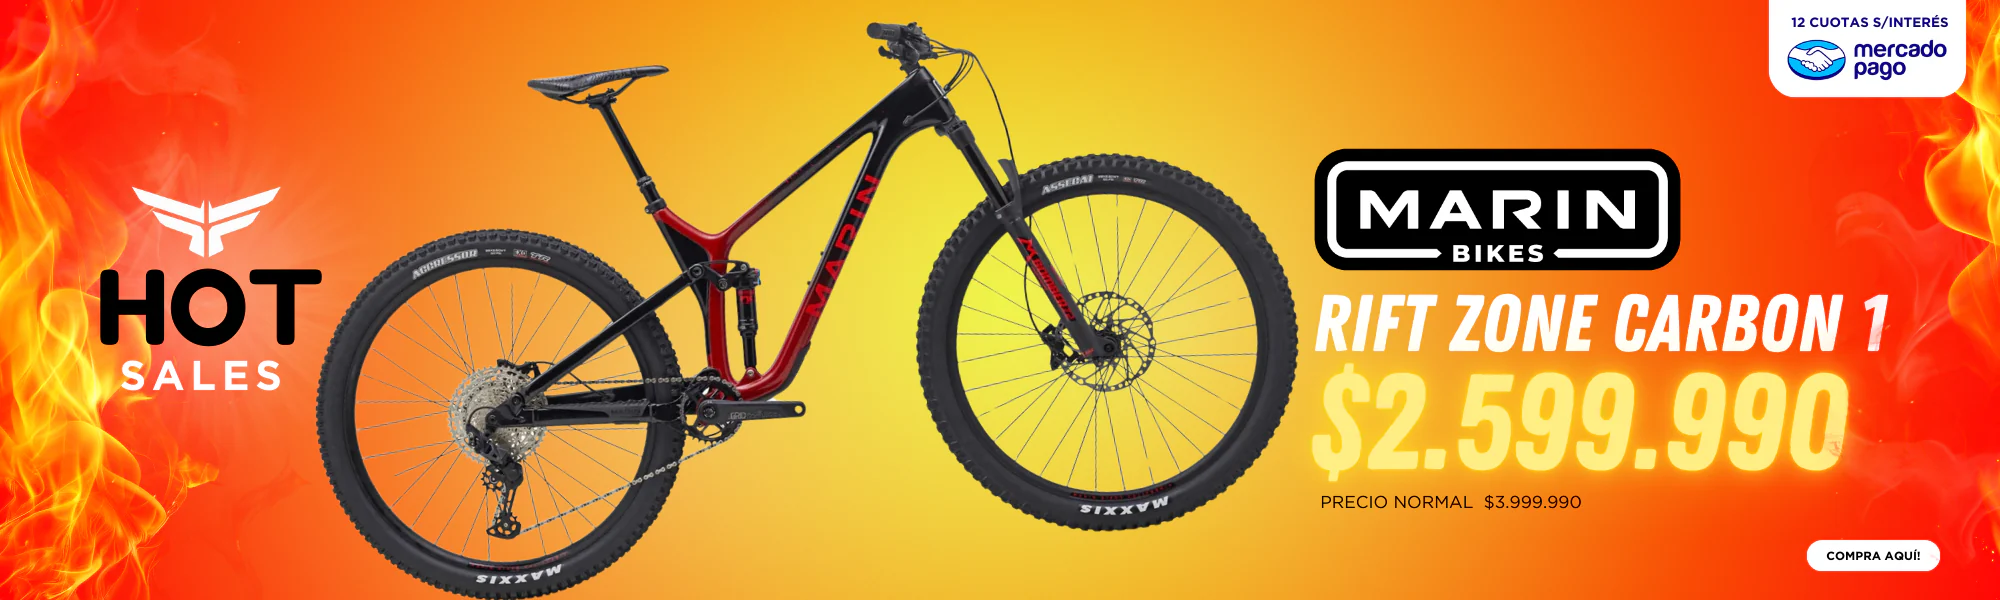 12 CUOTAS S/INTERÉS
mercado
pago
HOT
SALES
MARIN
BIKES
RIFT ZONE CARBON 1
$2.599.990
PRECIO NORMAL $3.999.990
COMPRA AQUÍ!
MARIN
AGGRESSOR
MAXXIS
ASSEGAI
MAXXIS